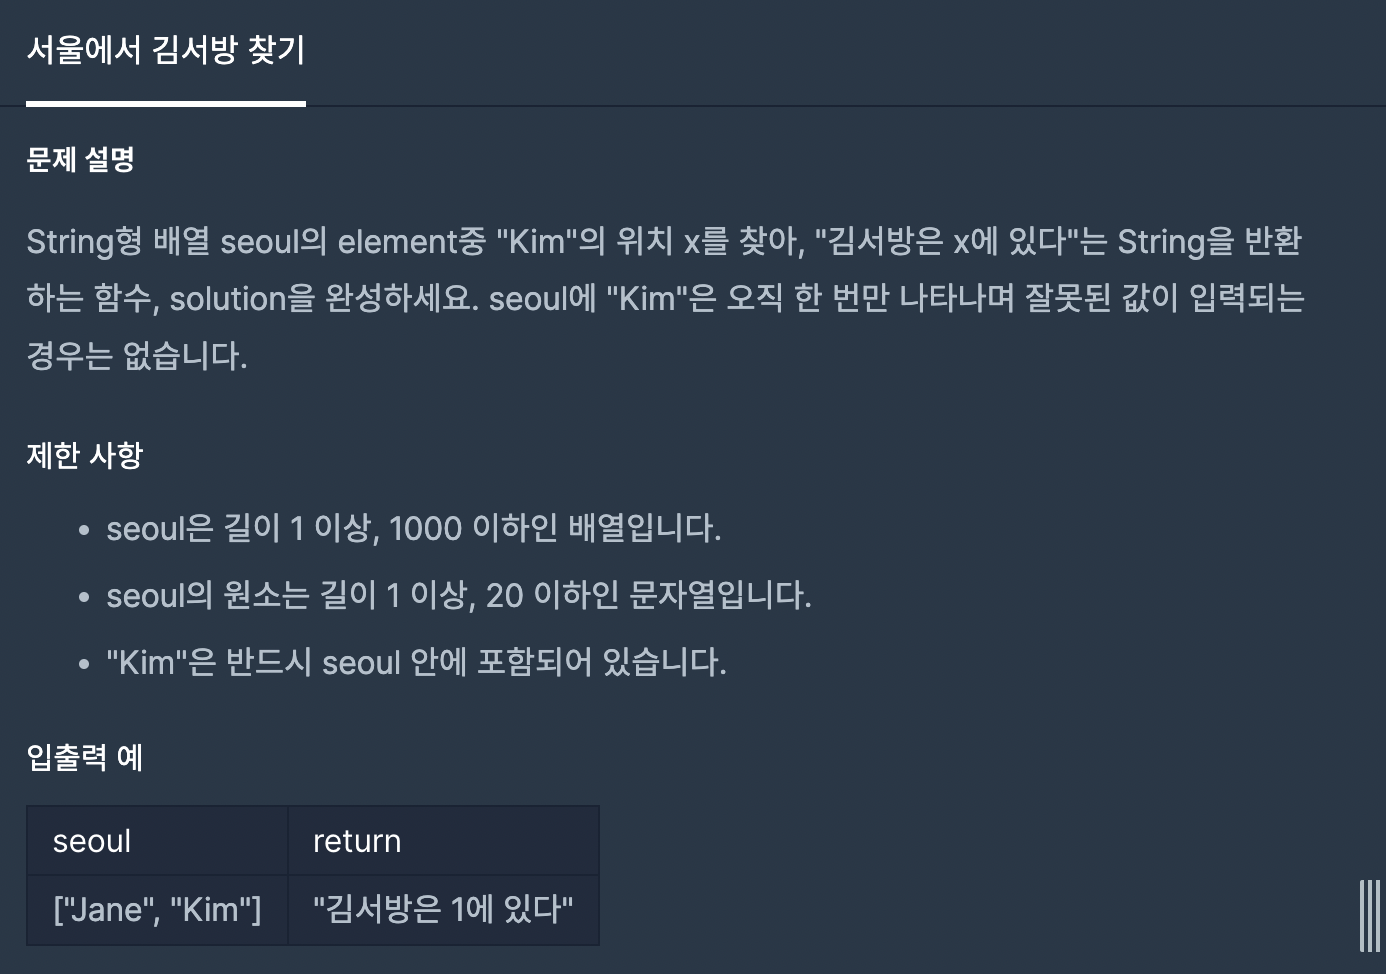 서울에서 김서방 찾기
문제 설명
String형 배열 seoul의 element중 "Kim"의 위치 x를 찾아, "김서방은 x에 있다"는 String을 반환
하는 함수, solution을 완성하세요. seoul에 "Kim"은 오직 한 번만 나타나며 잘못된 값이 입력되는
경우는 없습니다.
제한 사항
• seoul은 길이 1 이상, 1000 이하인 배열입니다.
• seoul의 원소는 길이 1 이상, 20 이하인 문자열입니다.
• "Kim"은 반드시 seoul 안에 포함되어 있습니다.
입출력 예
seoul return
["Jane", "Kim"] "김서방은 1에 있다"